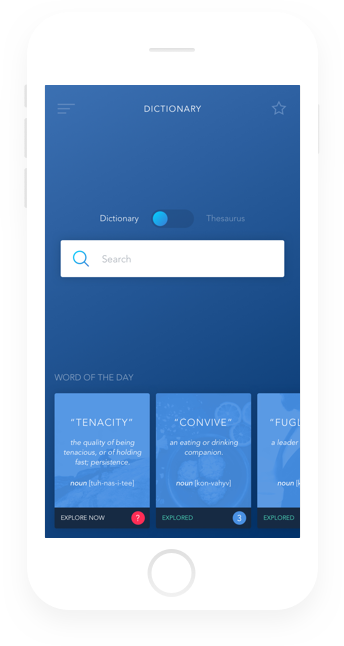 DICTIONARY
Dictionary
Thesaurus
Search
WORD OF THE DAY
"TENACITY"
the quality of being
tenacious, or of holding
fast; persistence.
noun [tuh-nas-i-tee]
EXPLORE NOW
?
"CONVIVE"
an eating or drinking
companion.
noun [kon-vahyv]
EXPLORED
3
"FUGL
a leader
noun [
EXPLORED